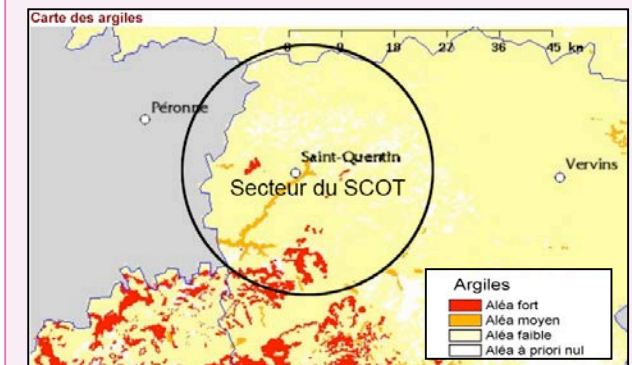 Carte des argiles
0 9 18 27 36 45 km
Péronne
Saint-Quentin
Vervins
Secteur du SCOT
Argiles
Aléa fort
Aléa moyen
Aléa faible
Aléa à priori nul